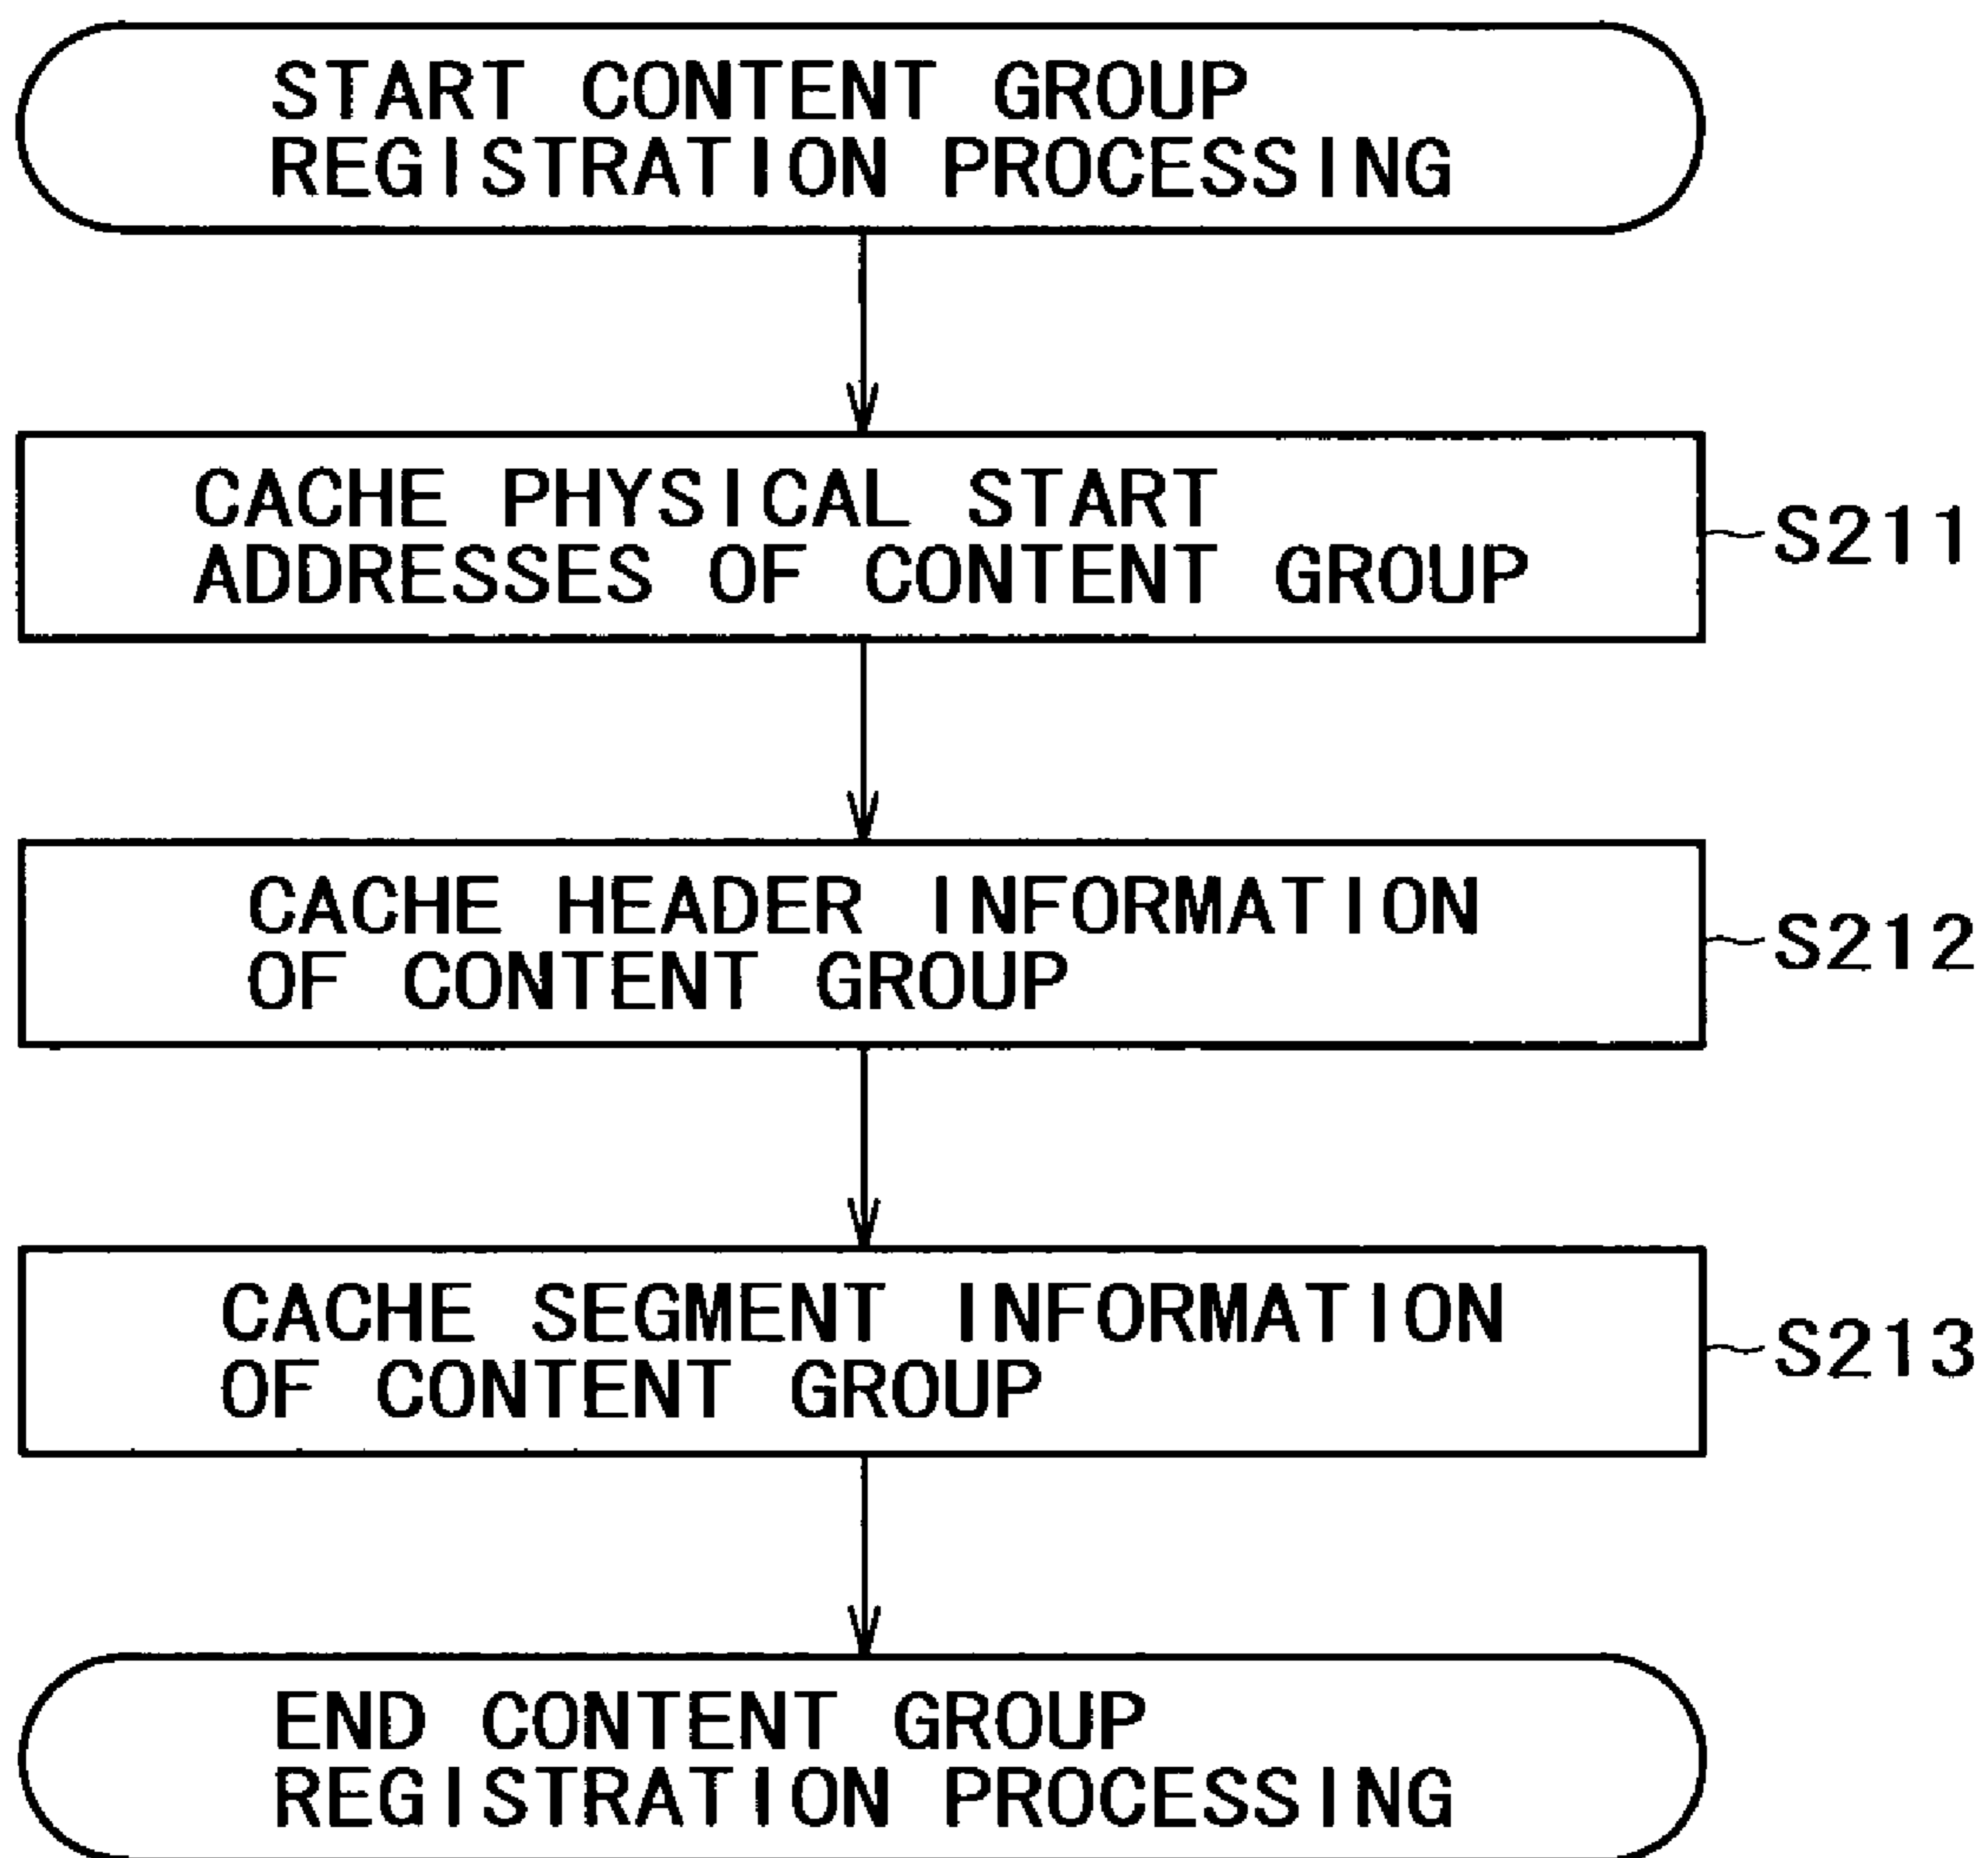 START CONTENT GROUP
REGISTRATION PROCESSING
CACHE PHYSICAL START
ADDRESSES OF CONTENT GROUP
S211
CACHE HEADER INFORMATION
OF CONTENT GROUP
S212
CACHE SEGMENT INFORMATION
OF CONTENT GROUP
S213
END CONTENT GROUP
REGISTRATION PROCESSING